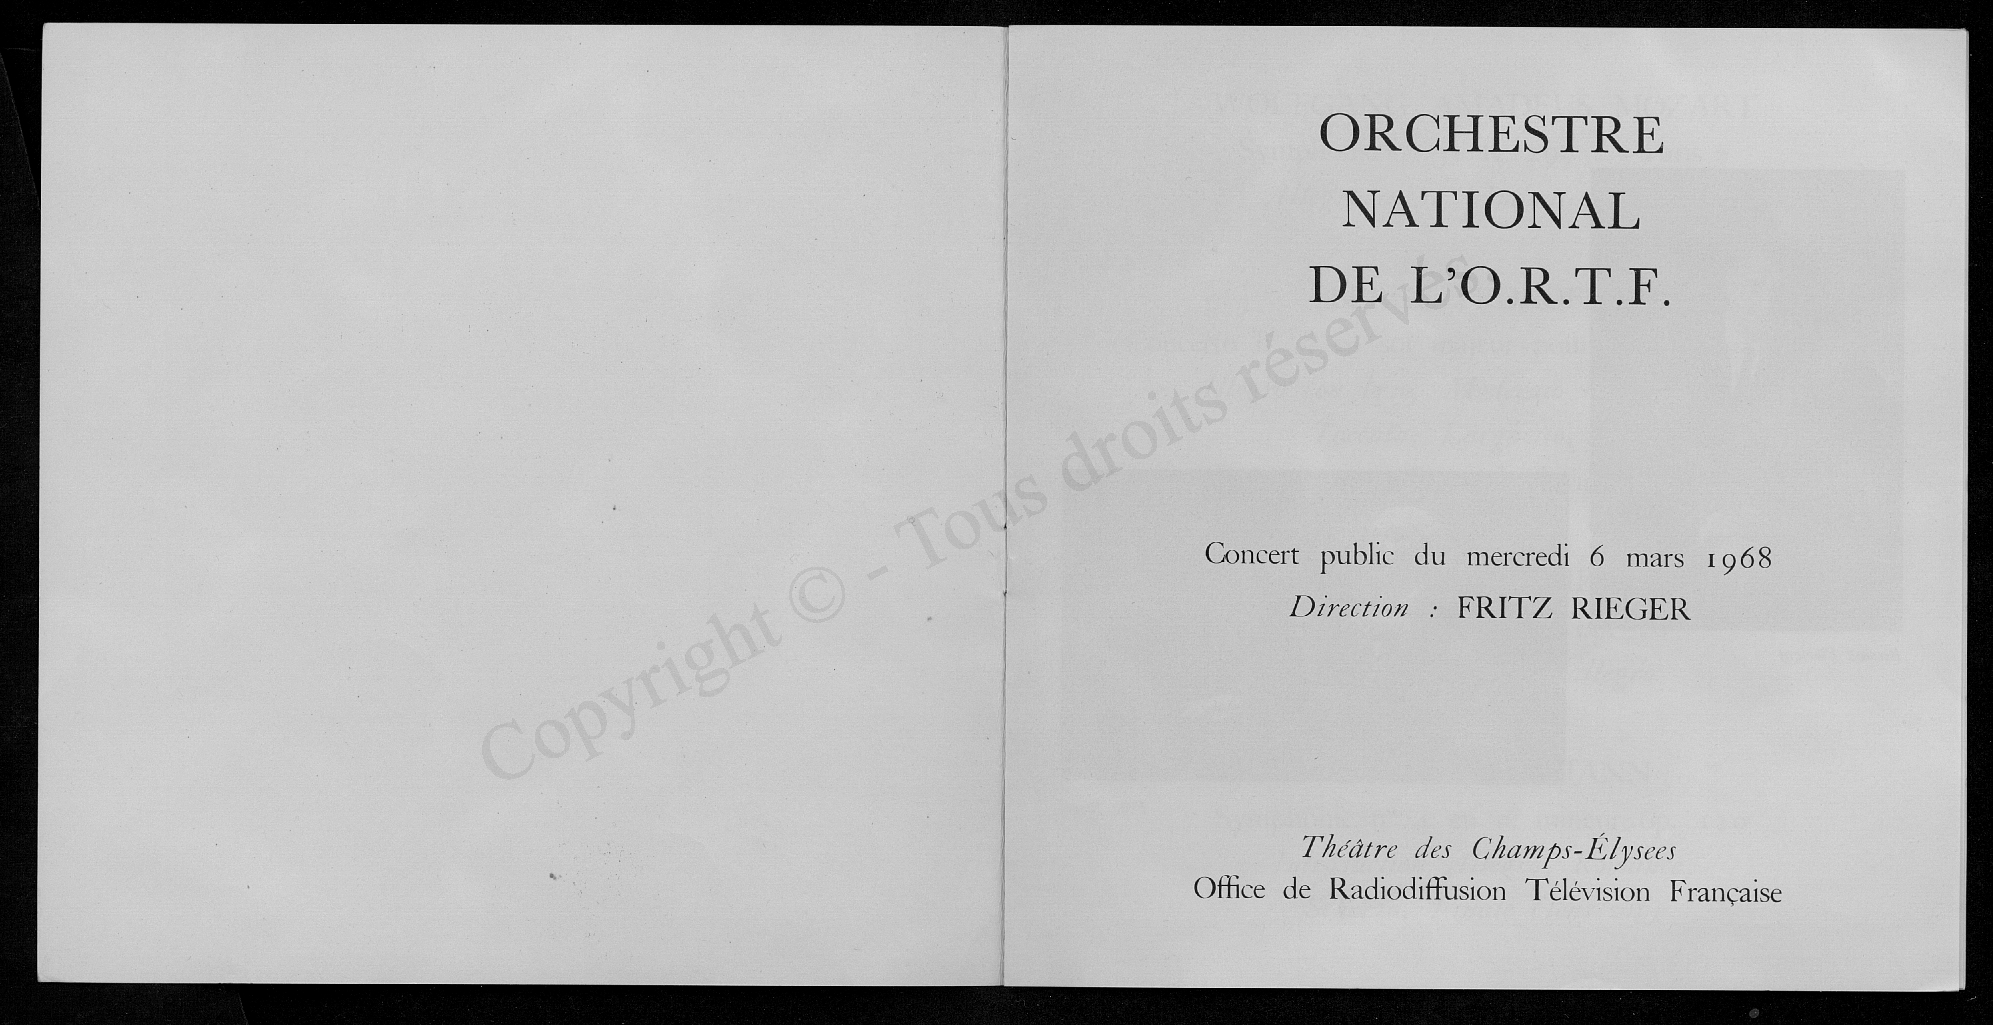 ORCHESTRE
NATIONAL
DE L'O.R.T.F.
Concert public du mercredi 6 mars 1968
Direction : FRITZ RIEGER
Théâtre des Champs-Élysees
Office de Radiodiffusion Télévision Française
Copyright © - Tous droits réservés